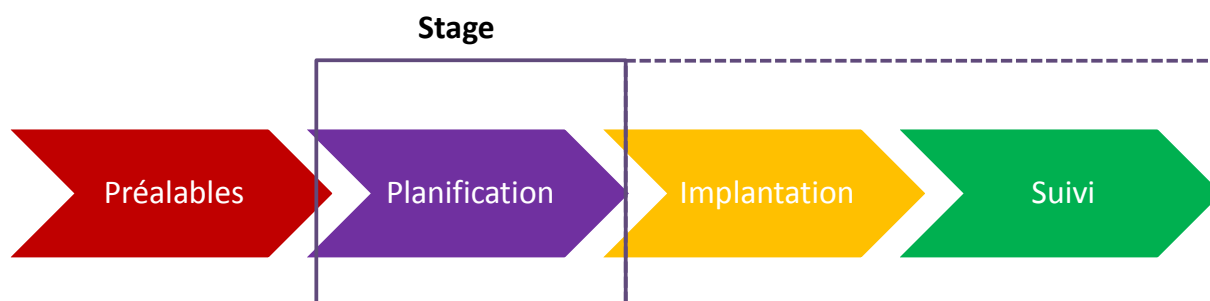 Stage
Préalables
Planification
Implantation
Suivi